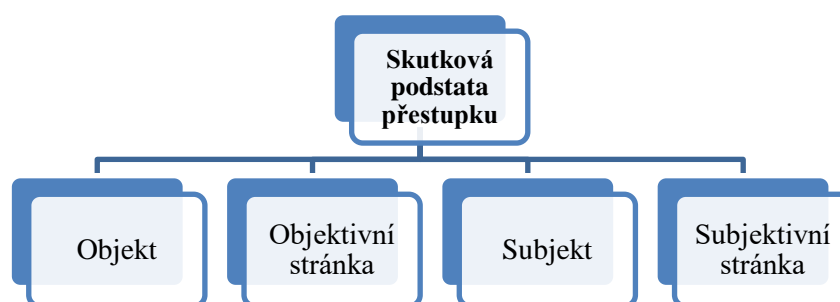 Skutková
podstata
přestupku
Objekt
Objektivní
stránka
Subjekt
Subjektivní
stránka